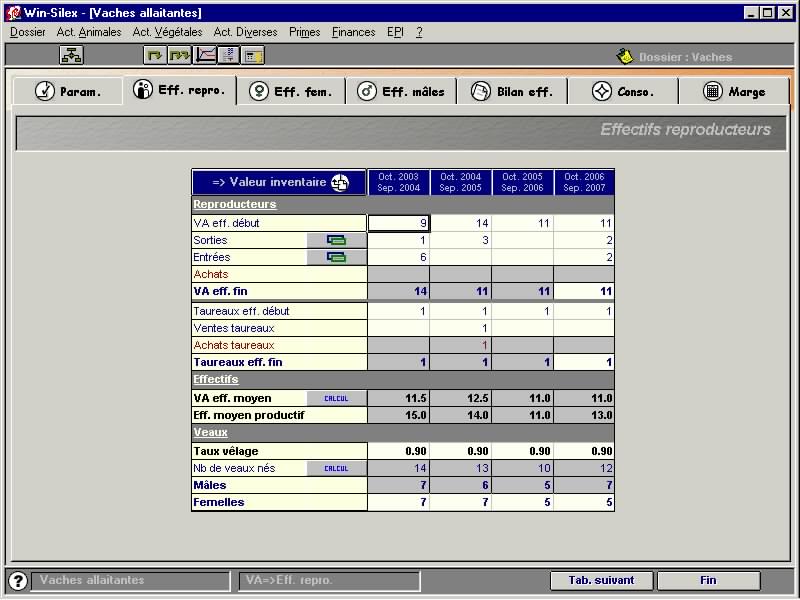 Win-Silex - [Vaches allaitantes]
Dossier Act. Animales Act. Végétales Act. Diverses Primes Finances EPI ?
Dossier : Vaches
Param. Eff. repro. Eff. fem. Eff. mâles Bilan eff. Conso. Marge
Effectifs reproducteurs
=> Valeur inventaire Oct. 2003 Sep. 2004 Oct. 2004 Sep. 2005 Oct. 2005 Sep. 2006 Oct. 2006 Sep. 2007
Reproducteurs
VA eff. début 9 14 11 11
Sorties 1 3 2
Entrées 6 2
Achats
VA eff. fin 14 11 11 11
Taureaux eff. début 1 1 1 1
Ventes taureaux 1
Achats taureaux 1
Taureaux eff. fin 1 1 1 1
Effectifs
VA eff. moyen CALCUL 11.5 12.5 11.0 11.0
Eff. moyen productif 15.0 14.0 11.0 13.0
Veaux
Taux vêlage 0.90 0.90 0.90 0.90
Nb de veaux nés CALCUL 14 13 10 12
Mâles 7 6 5 7
Femelles 7 7 5 5
? Vaches allaitantes VA=>Eff. repro. Tab. suivant Fin